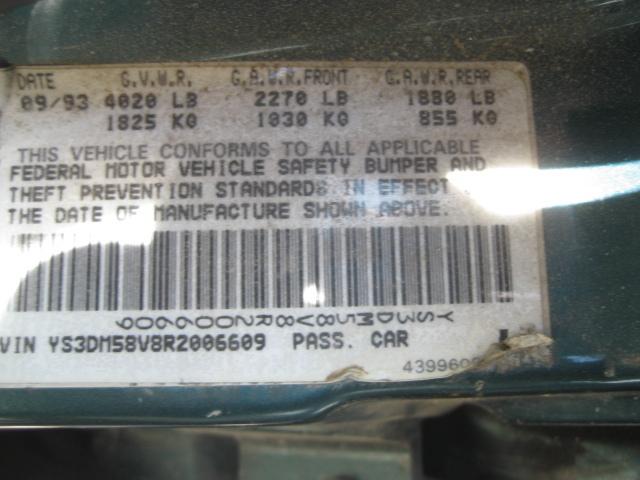 DATE G.V.W.R. G.A.W.R.FRONT G.A.W.R.REAR
09/93 4020 LB 2270 LB 1880 LB
1825 KG 1030 KG 855 KG
THIS VEHICLE CONFORMS TO ALL APPLICABLE
FEDERAL MOTOR VEHICLE SAFETY BUMPER AND
THEFT PREVENTION STANDARDS IN EFFECT
THE DATE OF MANUFACTURE SHOWN ABOVE.
YS3DM58V8R2006609
VIN YS3DM58V8R2006609 PASS. CAR